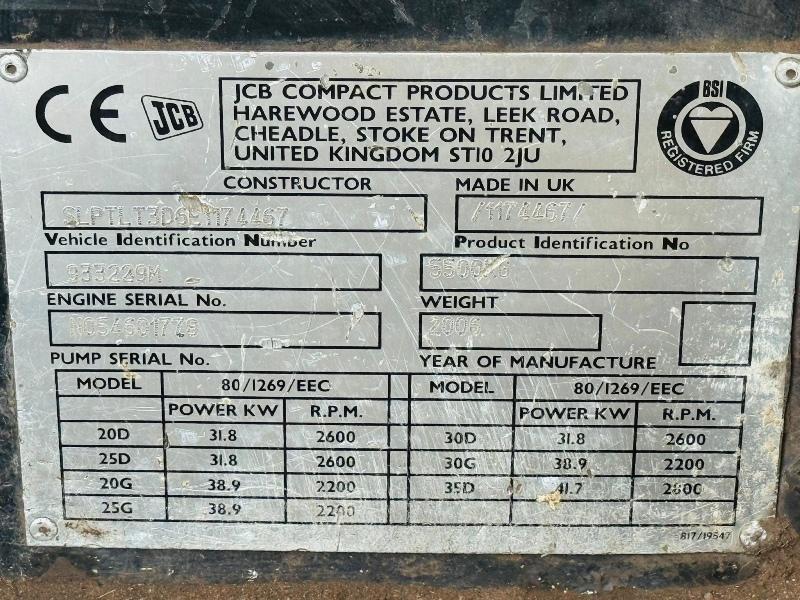 CE JCB
JCB COMPACT PRODUCTS LIMITED
HAREWOOD ESTATE, LEEK ROAD,
CHEADLE, STOKE ON TRENT,
UNITED KINGDOM ST10 2JU
BSI
REGISTERED FIRM
CONSTRUCTOR MADE IN UK
/1174467/
Vehicle Identification Number Product Identification No
933229M
ENGINE SERIAL No. WEIGHT
2006
PUMP SERIAL No. YEAR OF MANUFACTURE
MODEL 80/1269/EEC MODEL 80/1269/EEC
POWER KW R.P.M. POWER KW R.P.M.
20D 31.8 2600 30D 31.8 2600
25D 31.8 2600 30G 38.9 2200
20G 38.9 2200 35D 41.7 2800
25G 38.9 2200
817/19547